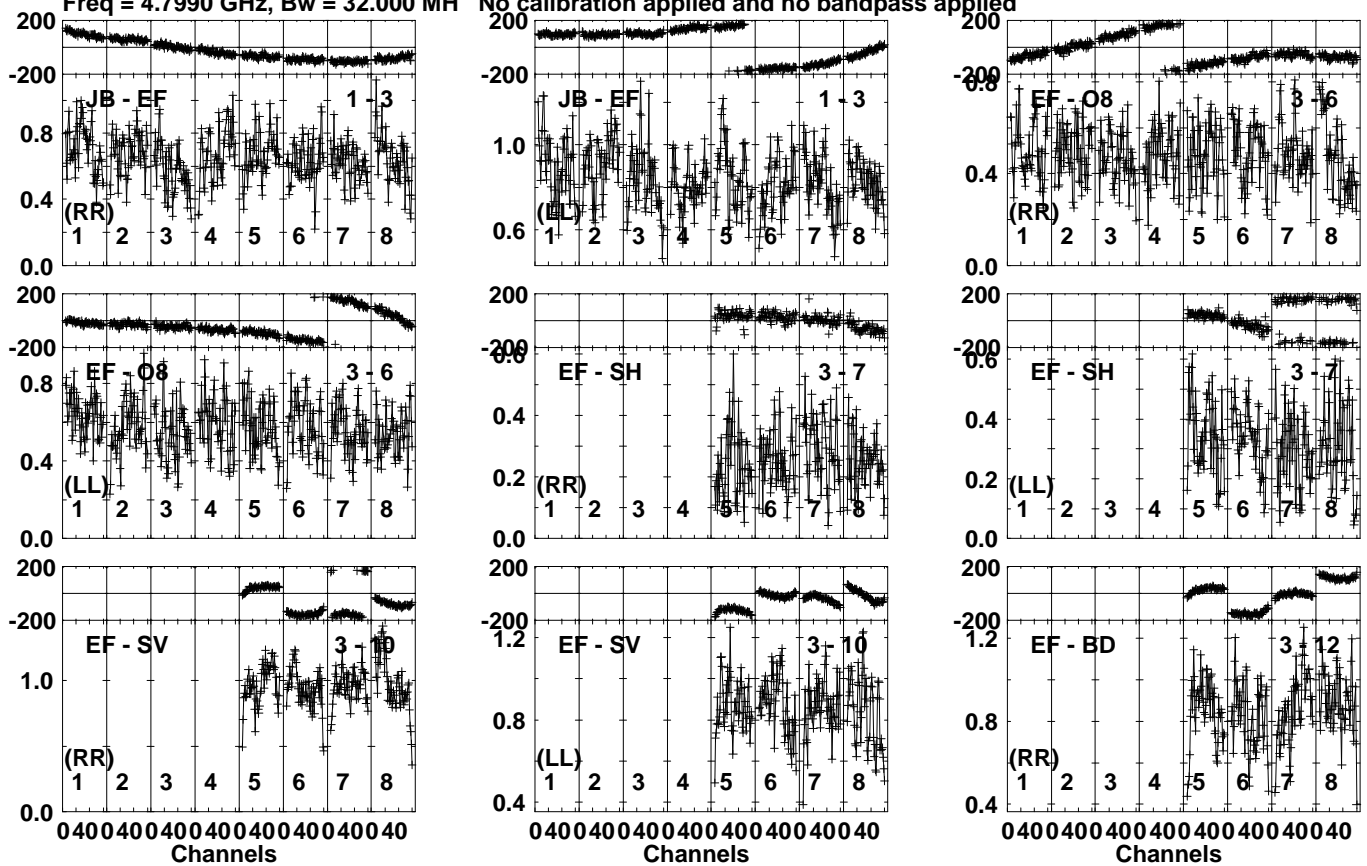 Freq = 4.7990 GHz, Bw = 32.000 MH No calibration applied and no bandpass applied
200 200 200
-200 -200 -200
JB - EF 1 - 3 JB - EF 1 - 3 EF - O8 3 - 6
0.8
0.8 1.0
0.4 0.6 0.4
(RR) (LL) (RR)
1 2 3 4 5 6 7 8 1 2 3 4 5 6 7 8 1 2 3 4 5 6 7 8
0.0 0.0
200 200 200
-200 -200 -200
0.6 0.6
EF - O8 3 - 6 EF - SH 3 - 7 EF - SH 3 - 7
0.8 0.4 0.4
0.4 0.2 0.2
(LL) (RR) (LL)
1 2 3 4 5 6 7 8 1 2 3 4 5 6 7 8 1 2 3 4 5 6 7 8
0.0 0.0 0.0
200 200 200
-200 -200 -200
EF - SV 3 - 10 EF - SV 3 - 10 EF - BD 3 - 12
1.2 1.2
1.0 0.8 0.8
(RR) (LL) (RR)
1 2 3 4 5 6 7 8 1 2 3 4 5 6 7 8 1 2 3 4 5 6 7 8
0.0 0.4 0.4
0 40 0 40 0 40 0 40 0 40 0 40 0 40 0 40 0 40 0 40 0 40 0 40 0 40 0 40 0 40 0 40 0 40 0 40 0 40 0 40 0 40 0 40 0 40 0 40
Channels Channels Channels